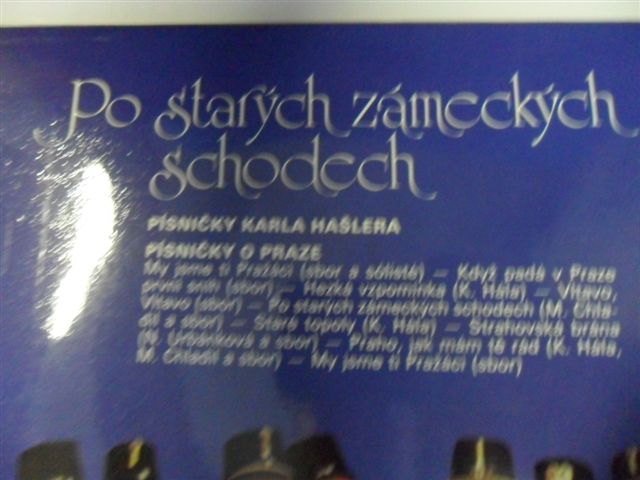 Po starých zámeckých
schodech
PÍSNIČKY KARLA HAŠLERA
PÍSNIČKY O PRAZE
My jsme ti Pražáci (sbor a sólisté) – Když padá v Praze
první sníh (sbor) – Hezká vzpomínka (K. Hála) – Vltavo,
Vltavo (sbor) – Po starých zámeckých schodech (M. Chla-
dil a sbor) – Staré topoly (K. Hála) – Strahovská brána
(N. Urbánková a sbor) – Praho, jak mám tě rád (K. Hála,
M. Chladil a sbor) – My jsme ti Pražáci (sbor)